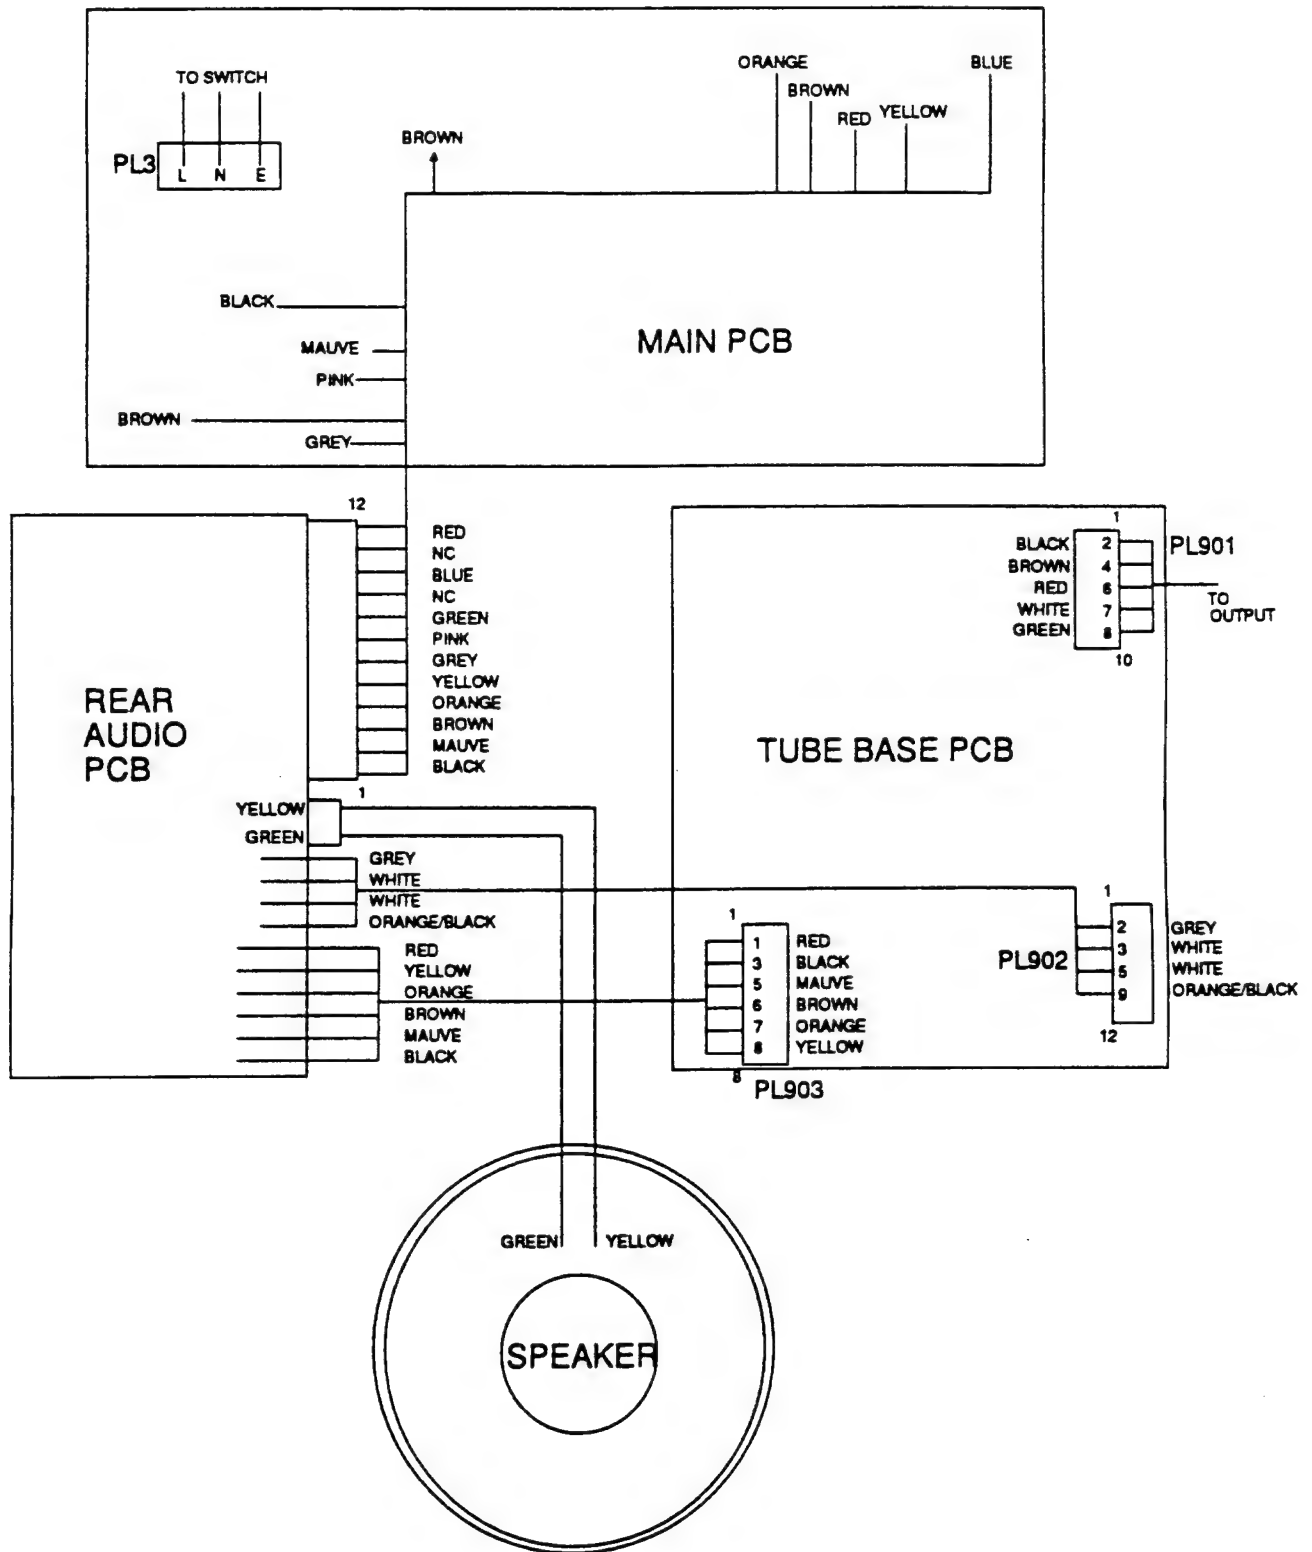 TO SWITCH
PL3
L N E
BROWN
ORANGE
BROWN
RED
YELLOW
BLUE
BLACK
MAUVE
PINK
BROWN
GREY
MAIN PCB
12
RED
NC
BLUE
NC
GREEN
PINK
GREY
YELLOW
ORANGE
BROWN
MAUVE
BLACK
1
REAR
AUDIO
PCB
YELLOW
GREEN
GREY
WHITE
WHITE
ORANGE/BLACK
RED
YELLOW
ORANGE
BROWN
MAUVE
BLACK
TUBE BASE PCB
1
BLACK 2
BROWN 4
RED 6
WHITE 7
GREEN 8
10
PL901
TO
OUTPUT
1
1 RED
3 BLACK
5 MAUVE
6 BROWN
7 ORANGE
8 YELLOW
8
PL903
PL902
1
2 GREY
3 WHITE
5 WHITE
9 ORANGE/BLACK
12
GREEN YELLOW
SPEAKER